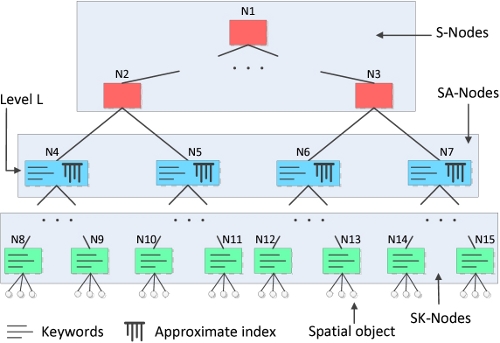 N1
S-Nodes
N2
N3
SA-Nodes
Level L
N4
N5
N6
N7
N8
N9
N10
N11
N12
N13
N14
N15
SK-Nodes
Keywords
Approximate index
Spatial object